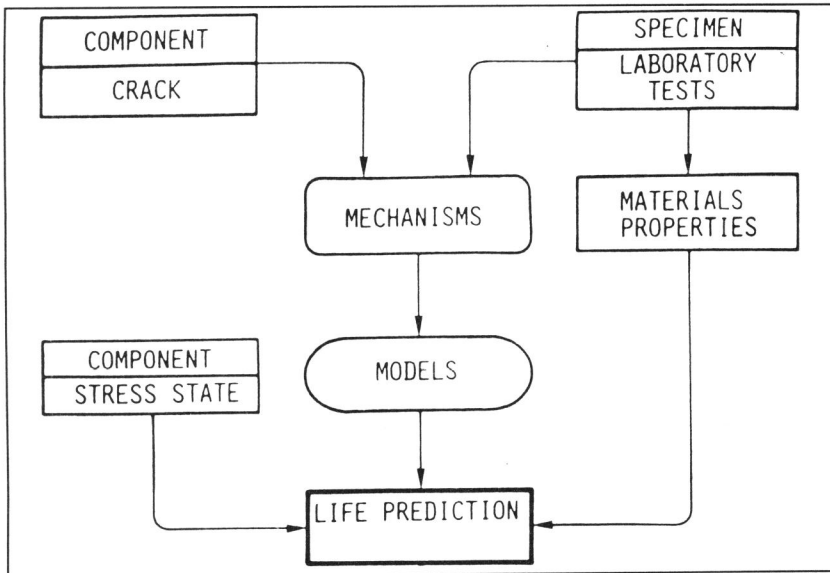 COMPONENT
CRACK
SPECIMEN
LABORATORY
TESTS
MECHANISMS
MATERIALS
PROPERTIES
COMPONENT
STRESS STATE
MODELS
LIFE PREDICTION